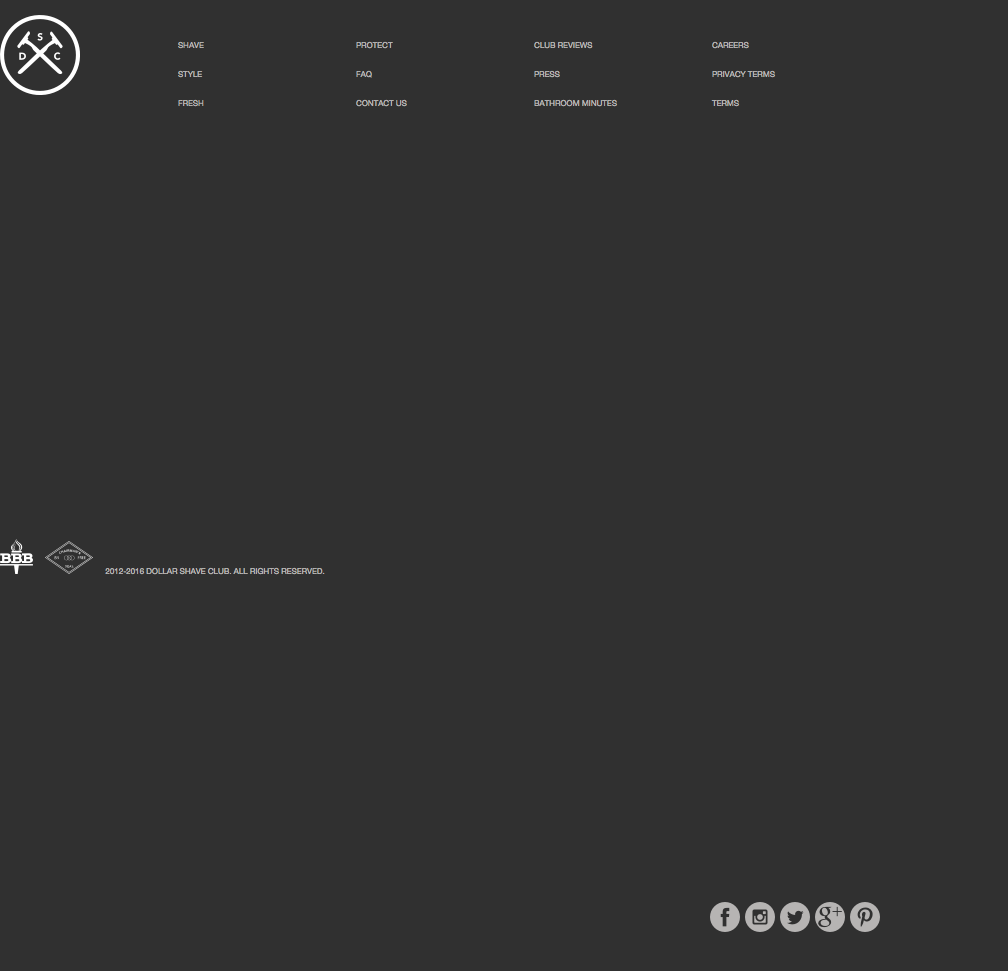 S
D C
SHAVE PROTECT CLUB REVIEWS CAREERS
STYLE FAQ PRESS PRIVACY TERMS
FRESH CONTACT US BATHROOM MINUTES TERMS
BBB
2012-2016 DOLLAR SHAVE CLUB. ALL RIGHTS RESERVED.
f g+